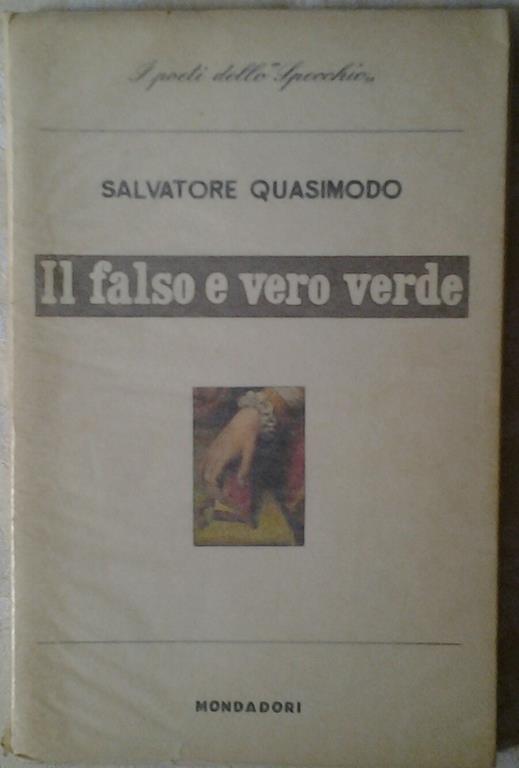 I poeti dello "Specchio„
SALVATORE QUASIMODO
Il falso e vero verde
MONDADORI